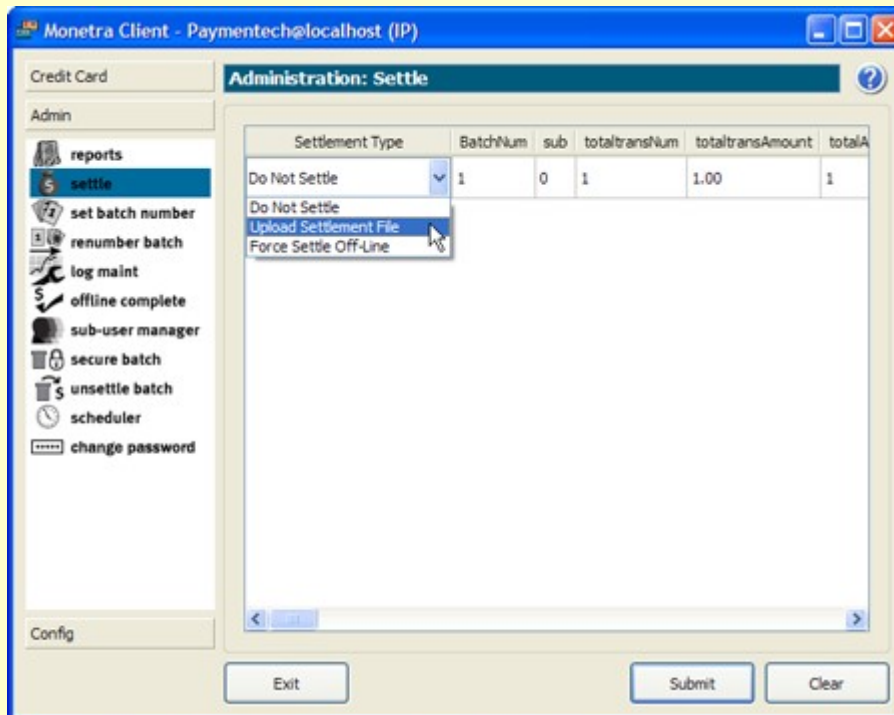 Monetra Client - Paymentech@localhost (IP)
Credit Card
Admin
reports
settle
set batch number
renumber batch
log maint
offline complete
sub-user manager
secure batch
unsettle batch
scheduler
change password
Config
Administration: Settle
?
Settlement Type BatchNum sub totaltransNum totaltransAmount totalA
Do Not Settle 1 0 1 1.00 1
Do Not Settle
Upload Settlement File
Force Settle Off-Line
Exit Submit Clear